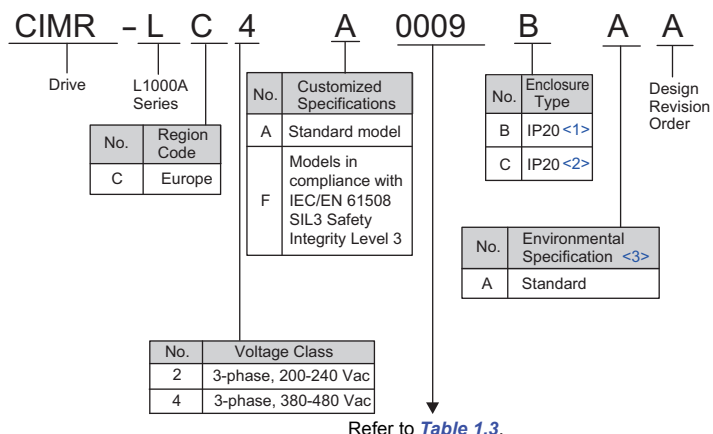 CIMR - L C 4 A 0009 B A A
Drive
L1000A
Series
No. Region
Code
C Europe
No. Customized
Specifications
A Standard model
F Models in
compliance with
IEC/EN 61508
SIL3 Safety
Integrity Level 3
No. Enclosure
Type
B IP20 <1>
C IP20 <2>
Design
Revision
Order
No. Environmental
Specification <3>
A Standard
No. Voltage Class
2 3-phase, 200-240 Vac
4 3-phase, 380-480 Vac
Refer to Table 1.3.